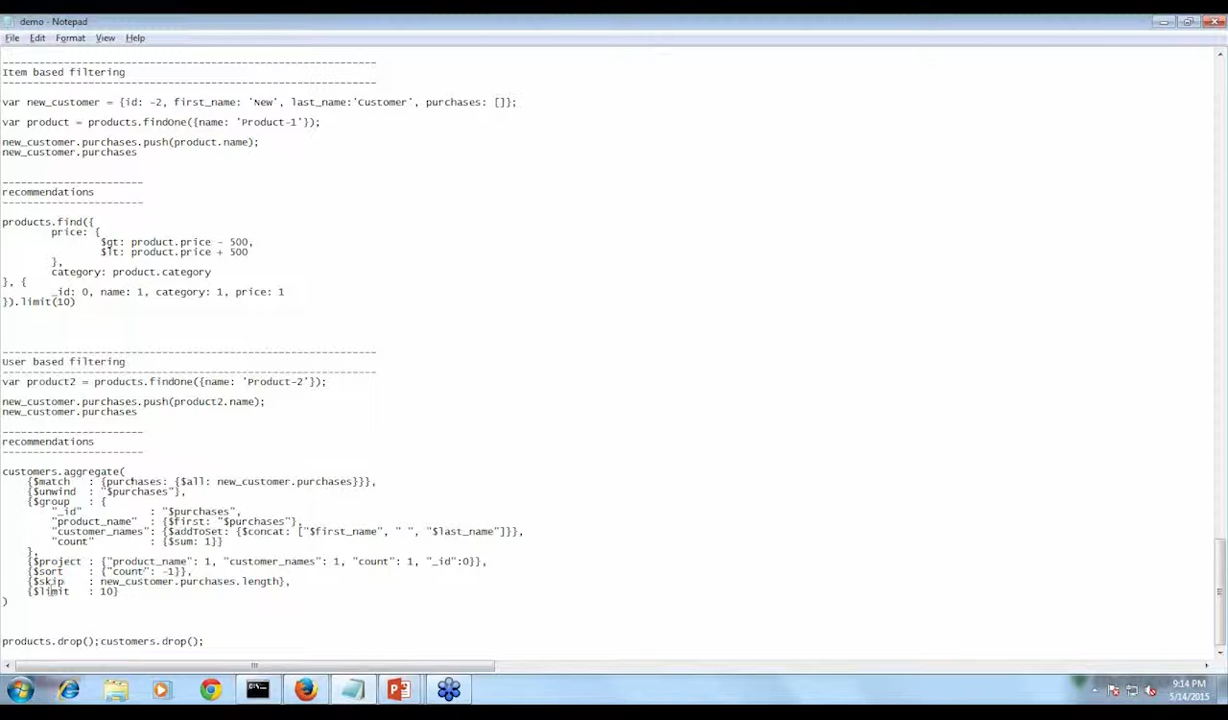 demo - Notepad
File Edit Format View Help
-------------------------------------------------------------
Item based filtering
-------------------------------------------------------------
var new_customer = {id: -2, first_name: 'New', last_name:'Customer', purchases: []};
var product = products.findOne({name: 'Product-1'});
new_customer.purchases.push(product.name);
new_customer.purchases
-----------------------
recommendations
-----------------------
products.find({
price: {
$gt: product.price - 500,
$lt: product.price + 500
},
category: product.category
}, {
_id: 0, name: 1, category: 1, price: 1
}).limit(10)
-------------------------------------------------------------
User based filtering
-------------------------------------------------------------
var product2 = products.findOne({name: 'Product-2'});
new_customer.purchases.push(product2.name);
new_customer.purchases
-----------------------
recommendations
-----------------------
customers.aggregate(
{$match : {purchases: {$all: new_customer.purchases}}},
{$unwind : "$purchases"},
{$group : {
"_id" : "$purchases",
"product_name" : {$first: "$purchases"},
"customer_names": {$addToSet: {$concat: ["$first_name", " ", "$last_name"]}},
"count" : {$sum: 1}}
},
{$project : {"product_name": 1, "customer_names": 1, "count": 1, "_id":0}},
{$sort : {"count": -1}},
{$skip : new_customer.purchases.length},
{$limit : 10}
)
products.drop();customers.drop();
9:14 PM
5/14/2015